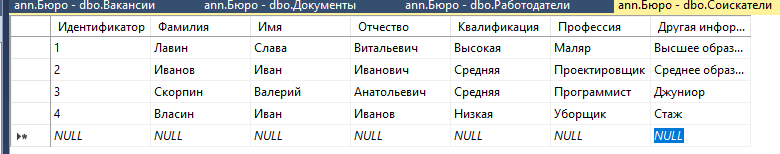 ann.Бюро - dbo.Вакансии ann.Бюро - dbo.Документы ann.Бюро - dbo.Работодатели ann.Бюро - dbo.Соискатели
Идентификатор Фамилия Имя Отчество Квалификация Профессия Другая инфор...
1 Лавин Слава Витальевич Высокая Маляр Высшее образ...
2 Иванов Иван Иванович Средняя Проектировщик Среднее образ...
3 Скорпин Валерий Анатольевич Средняя Программист Джуниор
4 Власин Иван Иванов Низкая Уборщик Стаж
NULL NULL NULL NULL NULL NULL NULL